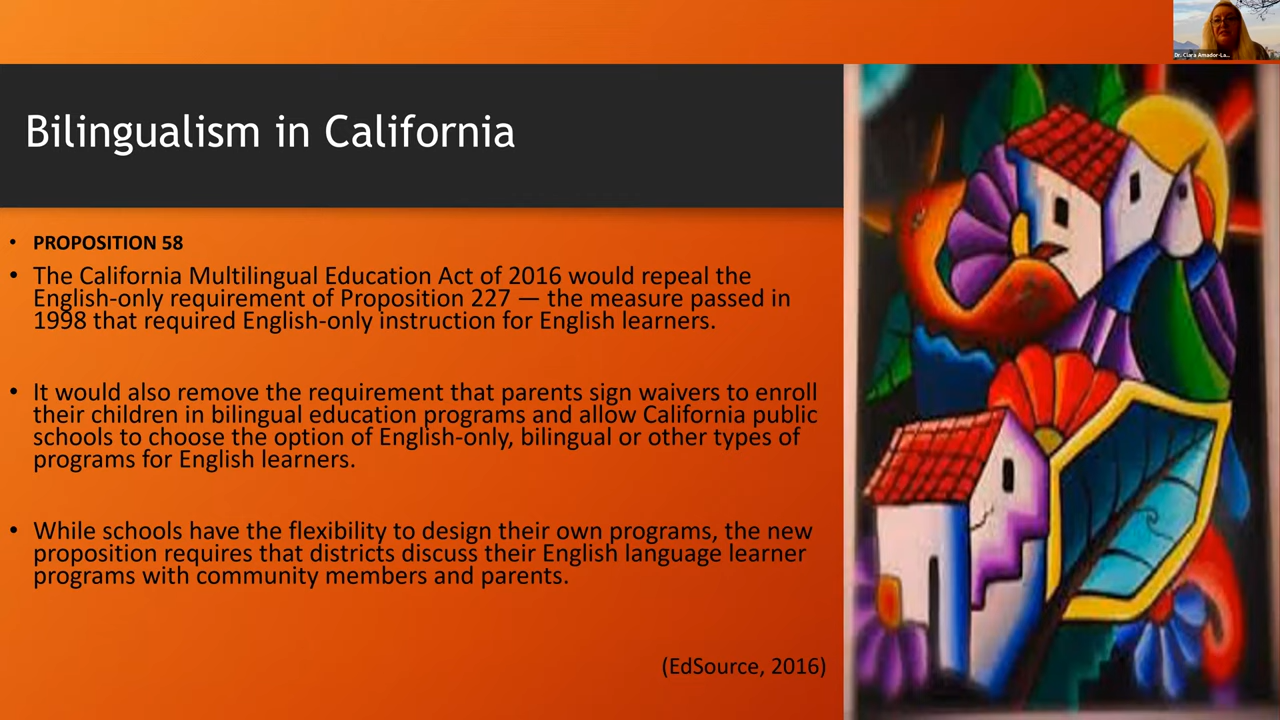 Dr. Clara Amador-La...
Bilingualism in California
• PROPOSITION 58
• The California Multilingual Education Act of 2016 would repeal the
English-only requirement of Proposition 227 — the measure passed in
1998 that required English-only instruction for English learners.
• It would also remove the requirement that parents sign waivers to enroll
their children in bilingual education programs and allow California public
schools to choose the option of English-only, bilingual or other types of
programs for English learners.
• While schools have the flexibility to design their own programs, the new
proposition requires that districts discuss their English language learner
programs with community members and parents.
(EdSource, 2016)